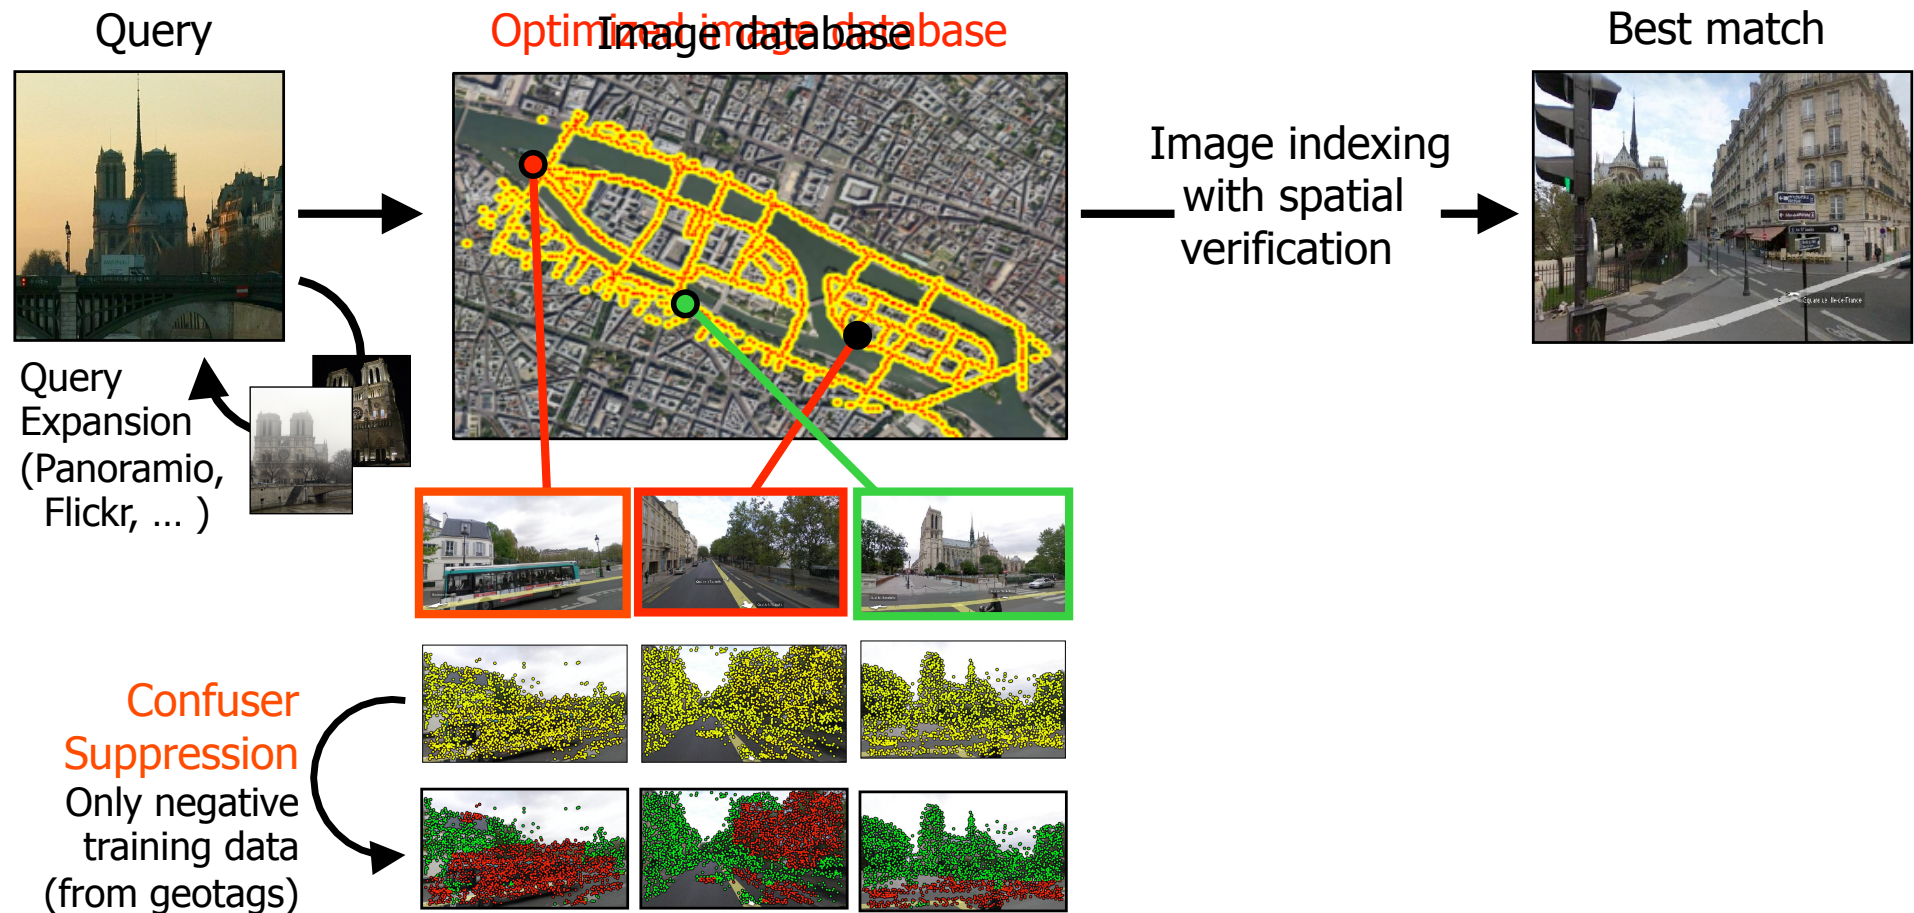 Query
Optimized image database
Image database
Best match
Image indexing
with spatial
verification
Query
Expansion
(Panoramio,
Flickr, ... )
Confuser
Suppression
Only negative
training data
(from geotags)